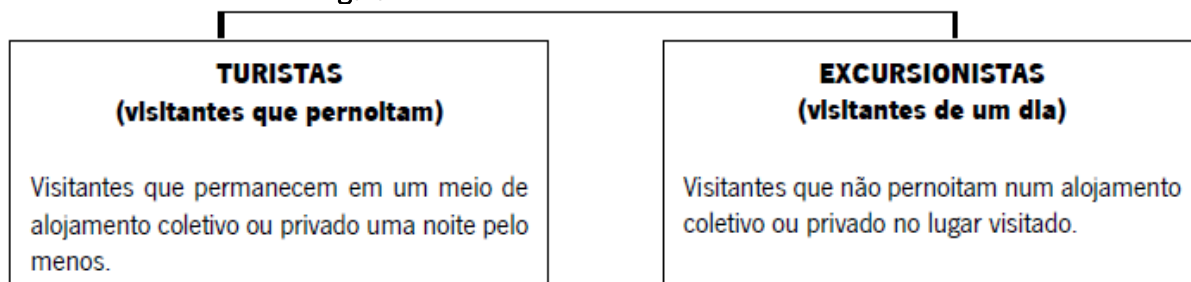 TURISTAS
(visitantes que pernoitam)
Visitantes que permanecem em um meio de
alojamento coletivo ou privado uma noite pelo
menos.
EXCURSIONISTAS
(visitantes de um dia)
Visitantes que não pernoitam num alojamento
coletivo ou privado no lugar visitado.